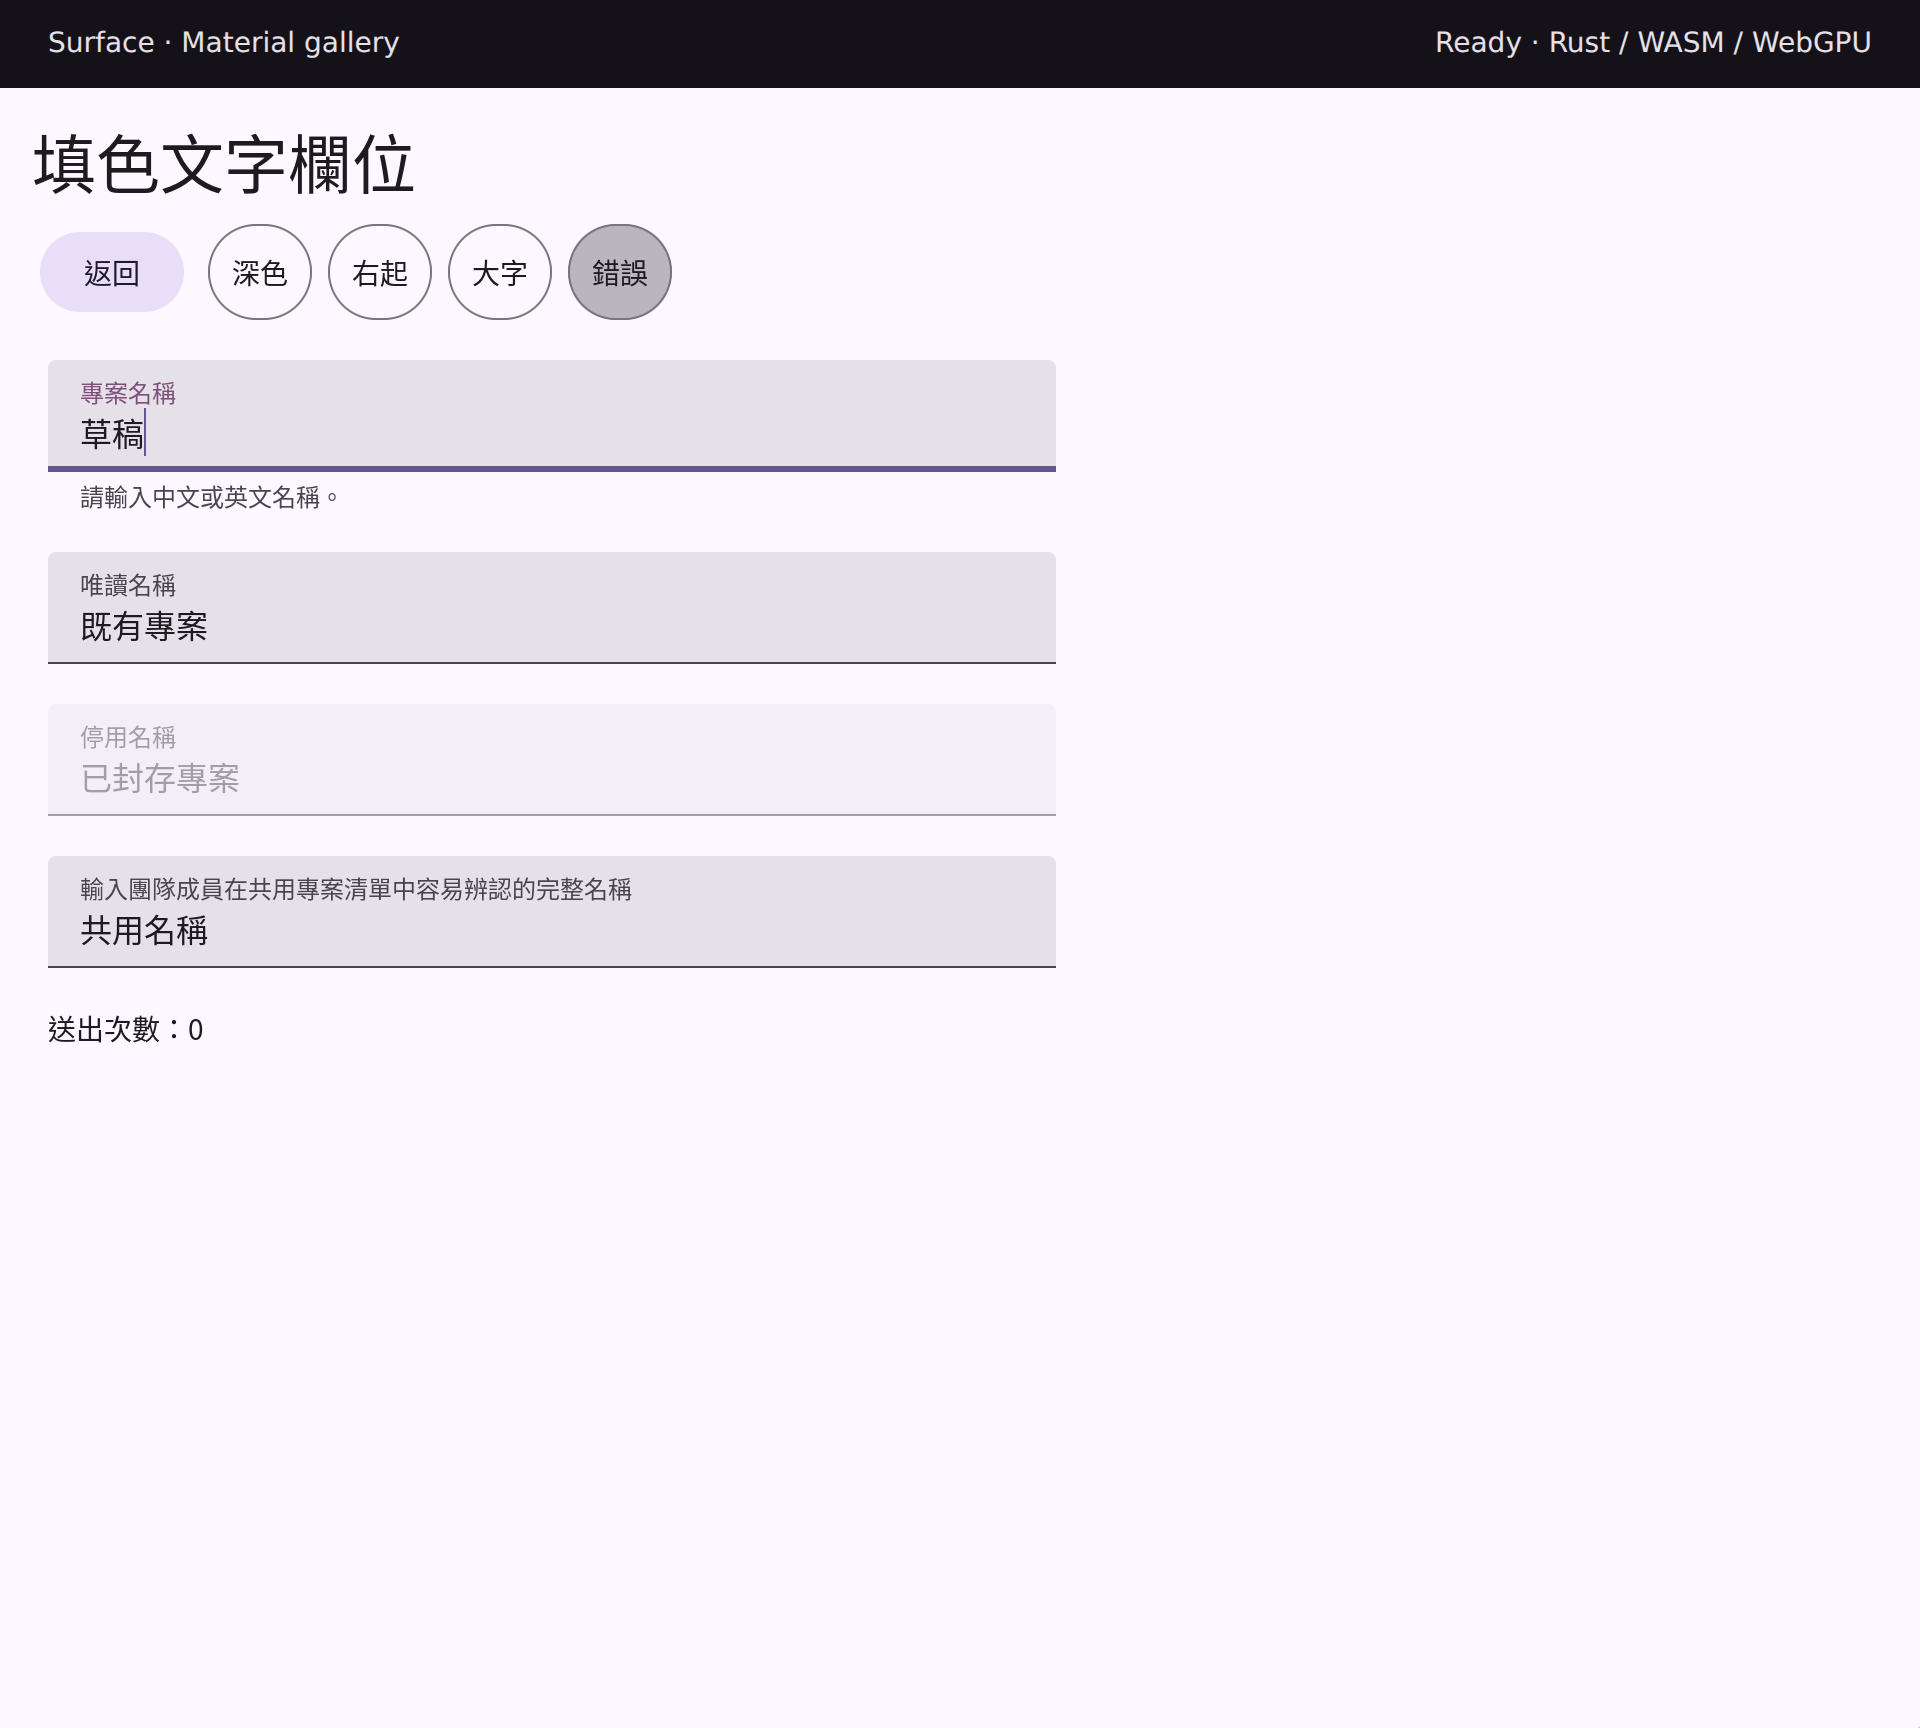 Surface · Material gallery
Ready · Rust / WASM / WebGPU
填色文字欄位
返回 深色 右起 大字 錯誤
專案名稱
草稿
請輸入中文或英文名稱。
唯讀名稱
既有專案
停用名稱
已封存專案
輸入團隊成員在共用專案清單中容易辨認的完整名稱
共用名稱
送出次數：0